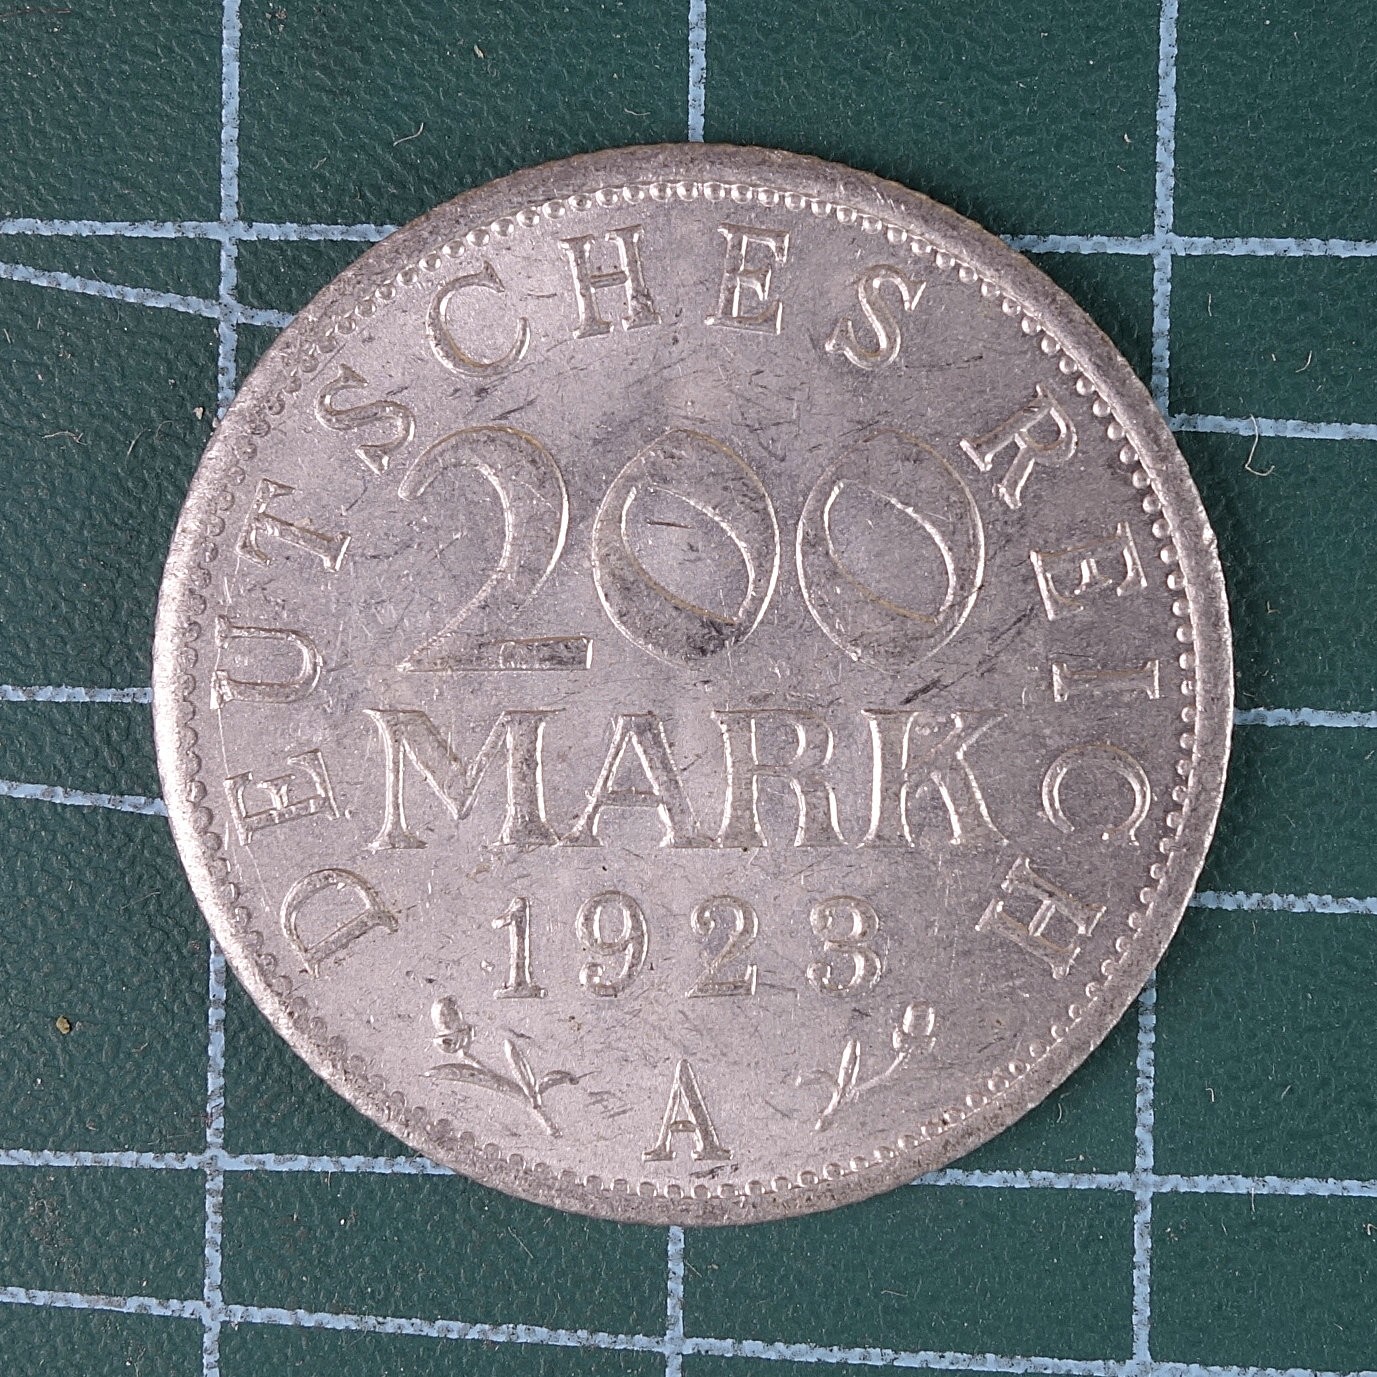 DEUTSCHES REICH
200
MARK
1923
A